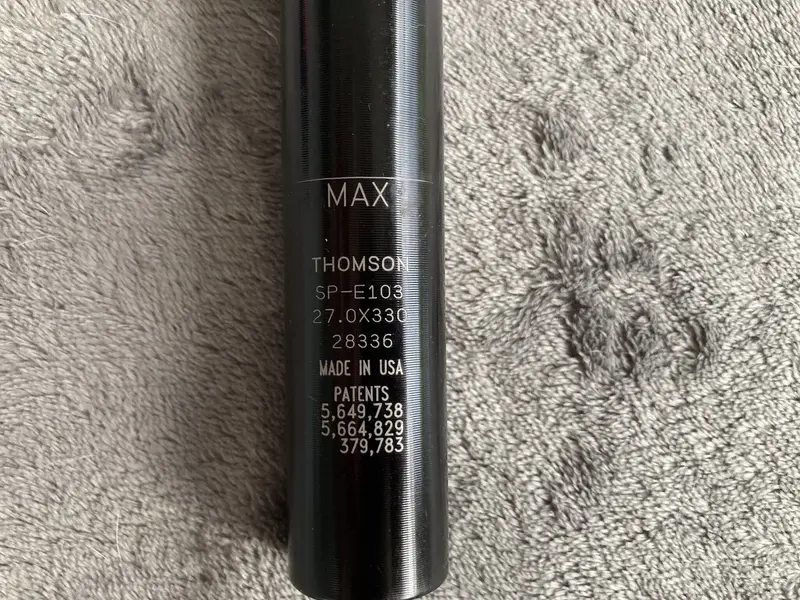 MAX
THOMSON
SP-E103
27.0X330
28336
MADE IN USA
PATENTS
5,649,738
5,664,829
379,783